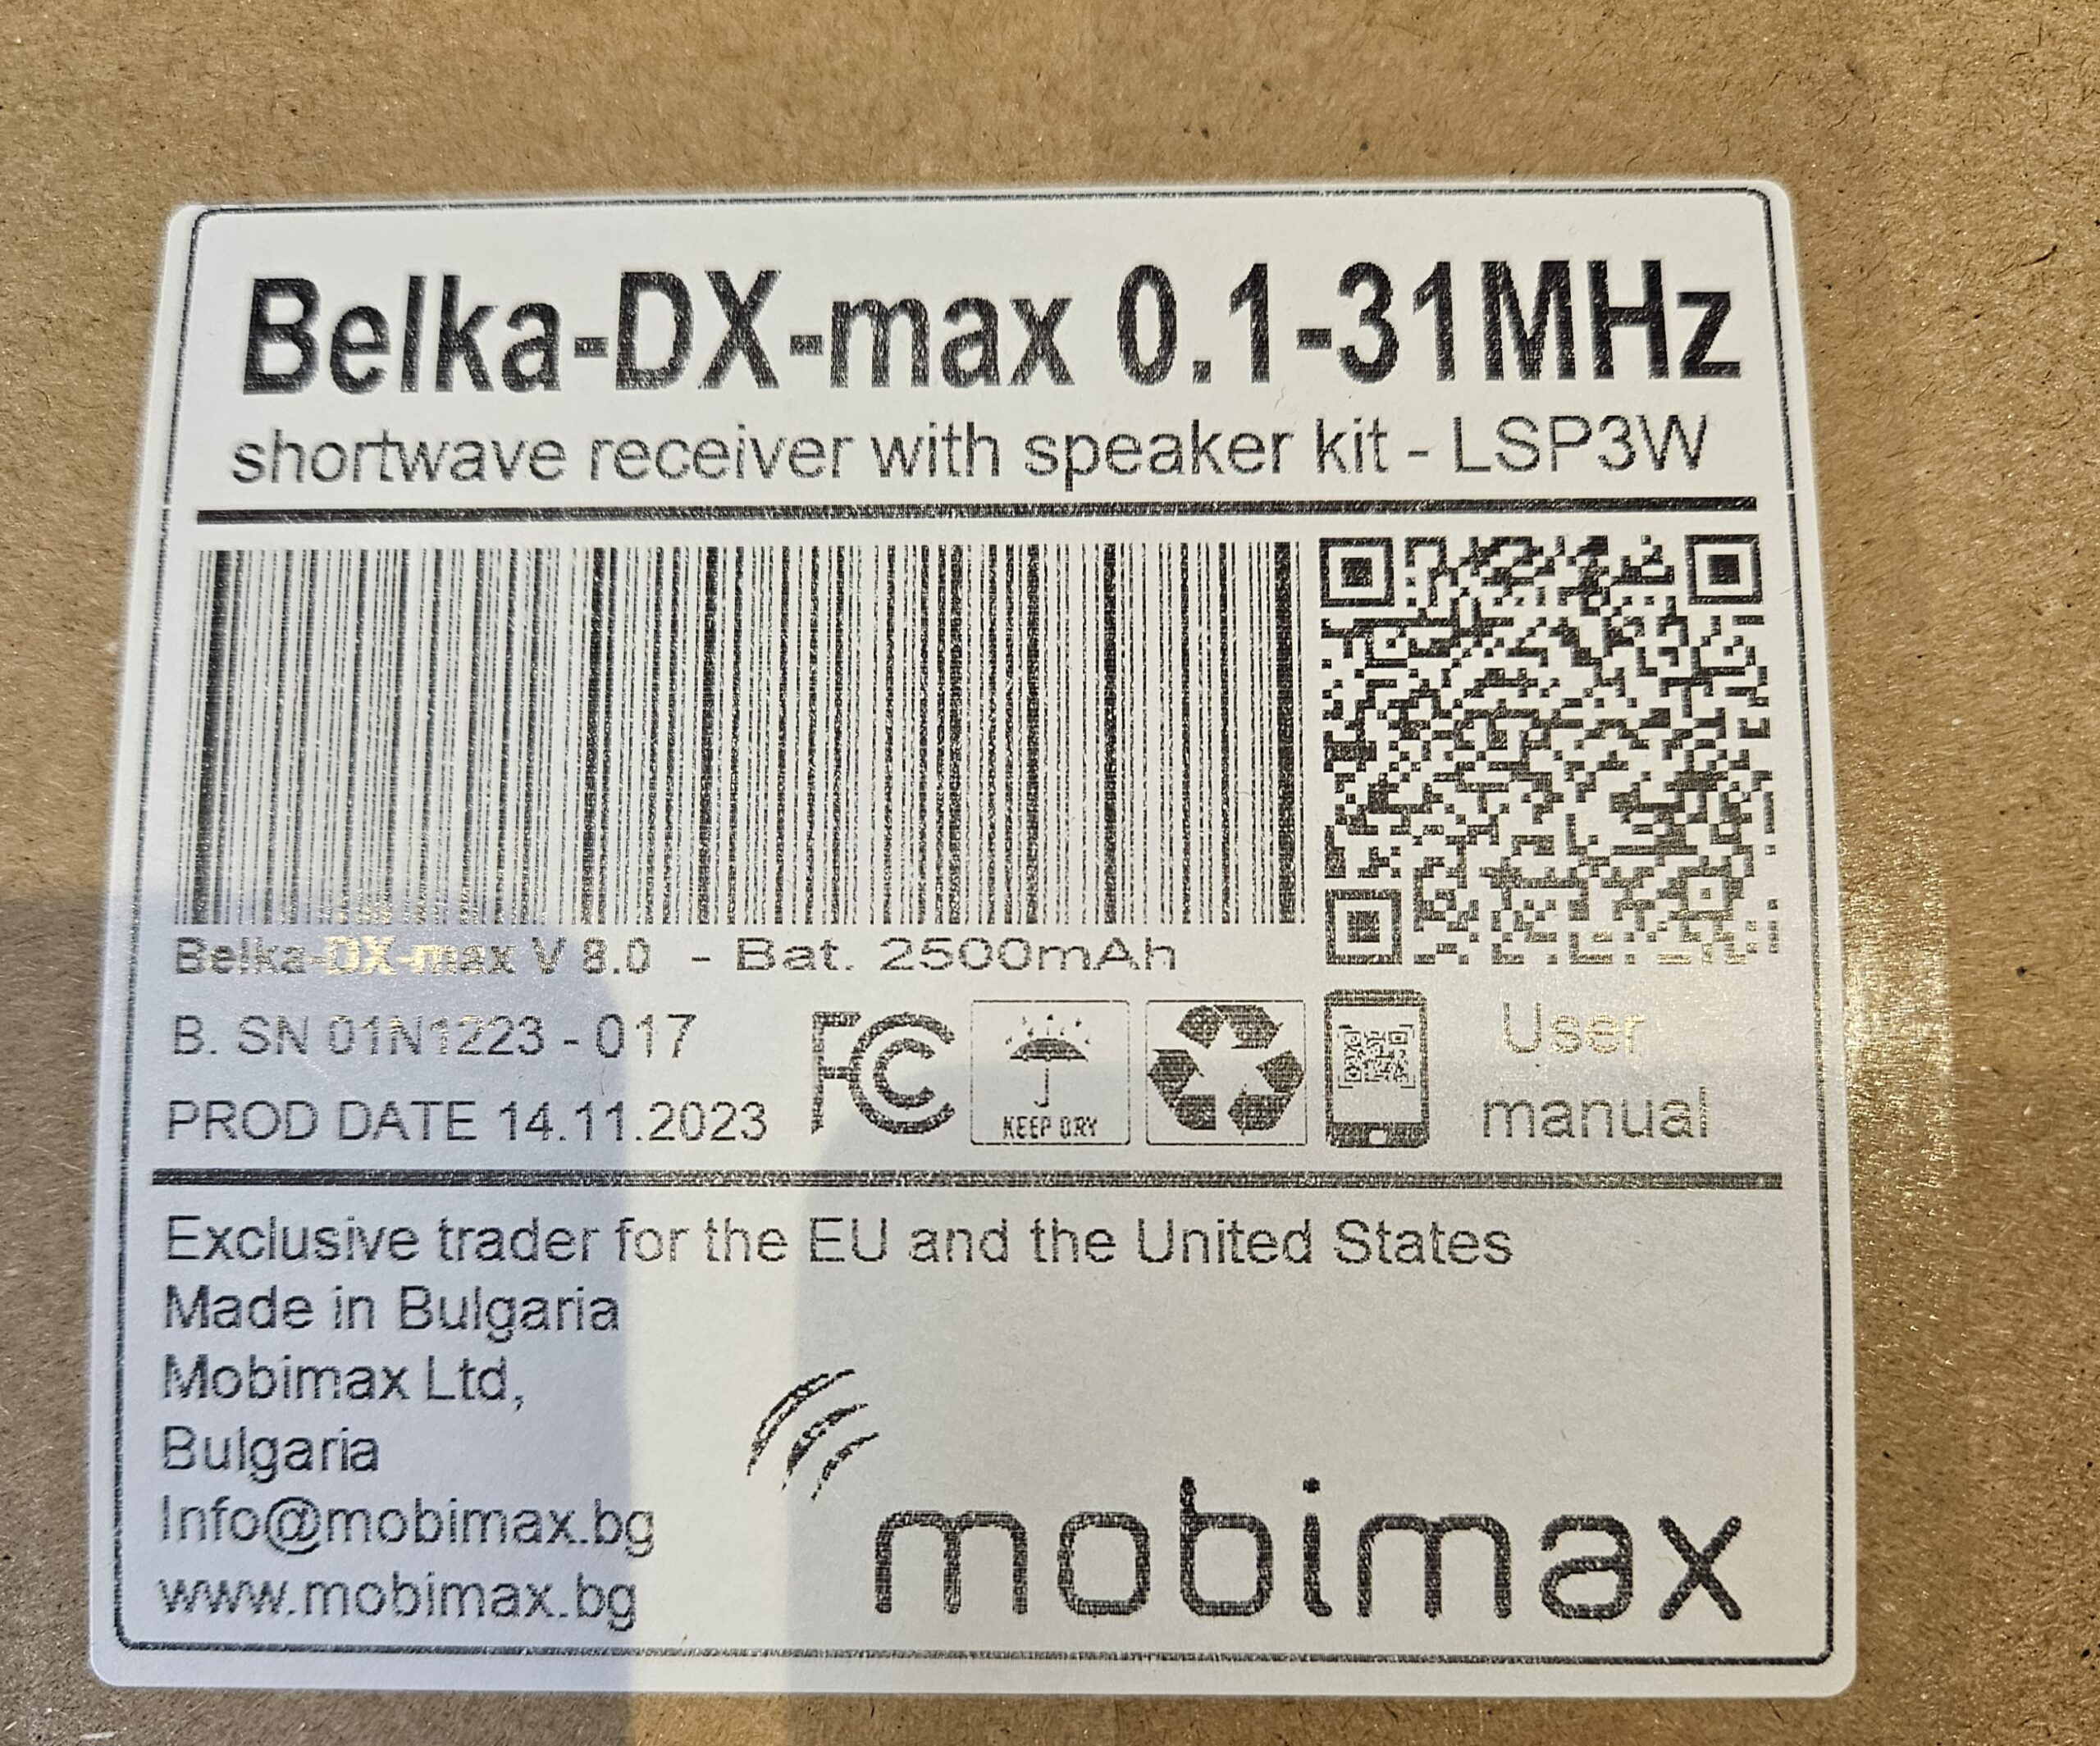 Belka-DX-max 0.1-31MHz
shortwave receiver with speaker kit - LSP3W
Belka-DX-max V 8.0 - Bat. 2500mAh
B. SN 01N1223 - 017
PROD DATE 14.11.2023
FC
KEEP DRY
User
manual
Exclusive trader for the EU and the United States
Made in Bulgaria
Mobimax Ltd,
Bulgaria
Info@mobimax.bg
www.mobimax.bg
mobimax